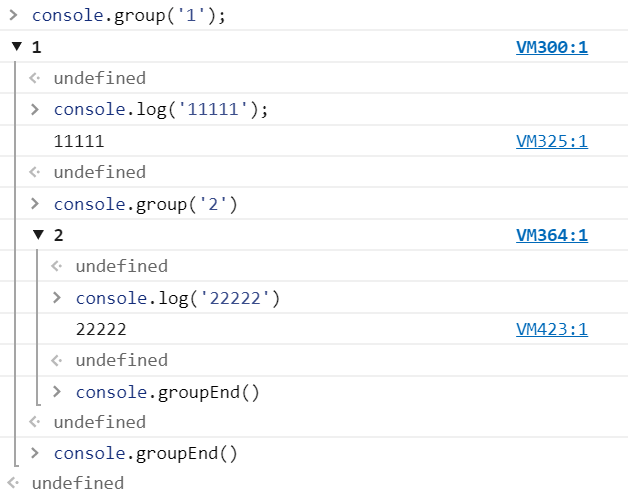 > console.group('1');
▼ 1 VM300:1
<· undefined
> console.log('11111');
11111 VM325:1
<· undefined
> console.group('2')
▼ 2 VM364:1
<· undefined
> console.log('22222')
22222 VM423:1
<· undefined
> console.groupEnd()
<· undefined
> console.groupEnd()
<· undefined